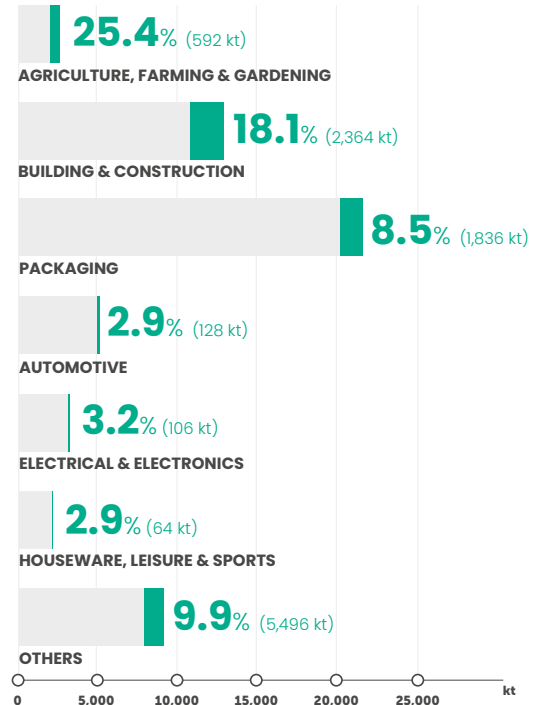 25.4% (592 kt)
AGRICULTURE, FARMING & GARDENING
18.1% (2,364 kt)
BUILDING & CONSTRUCTION
8.5% (1,836 kt)
PACKAGING
2.9% (128 kt)
AUTOMOTIVE
3.2% (106 kt)
ELECTRICAL & ELECTRONICS
2.9% (64 kt)
HOUSEWARE, LEISURE & SPORTS
9.9% (5,496 kt)
OTHERS
0 5.000 10.000 15.000 20.000 25.000 kt